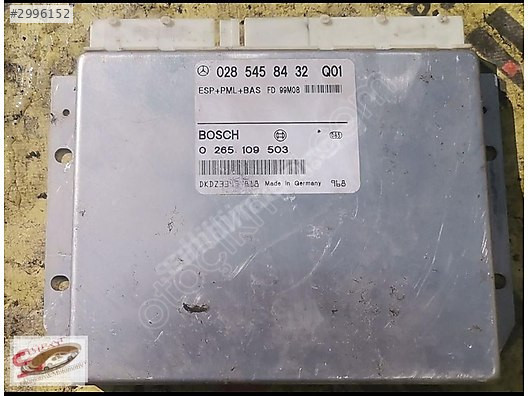 #2996152
028 545 84 32 Q01
ESP+PML+BAS FD 99M08
BOSCH
0 265 109 503
Made in Germany 968